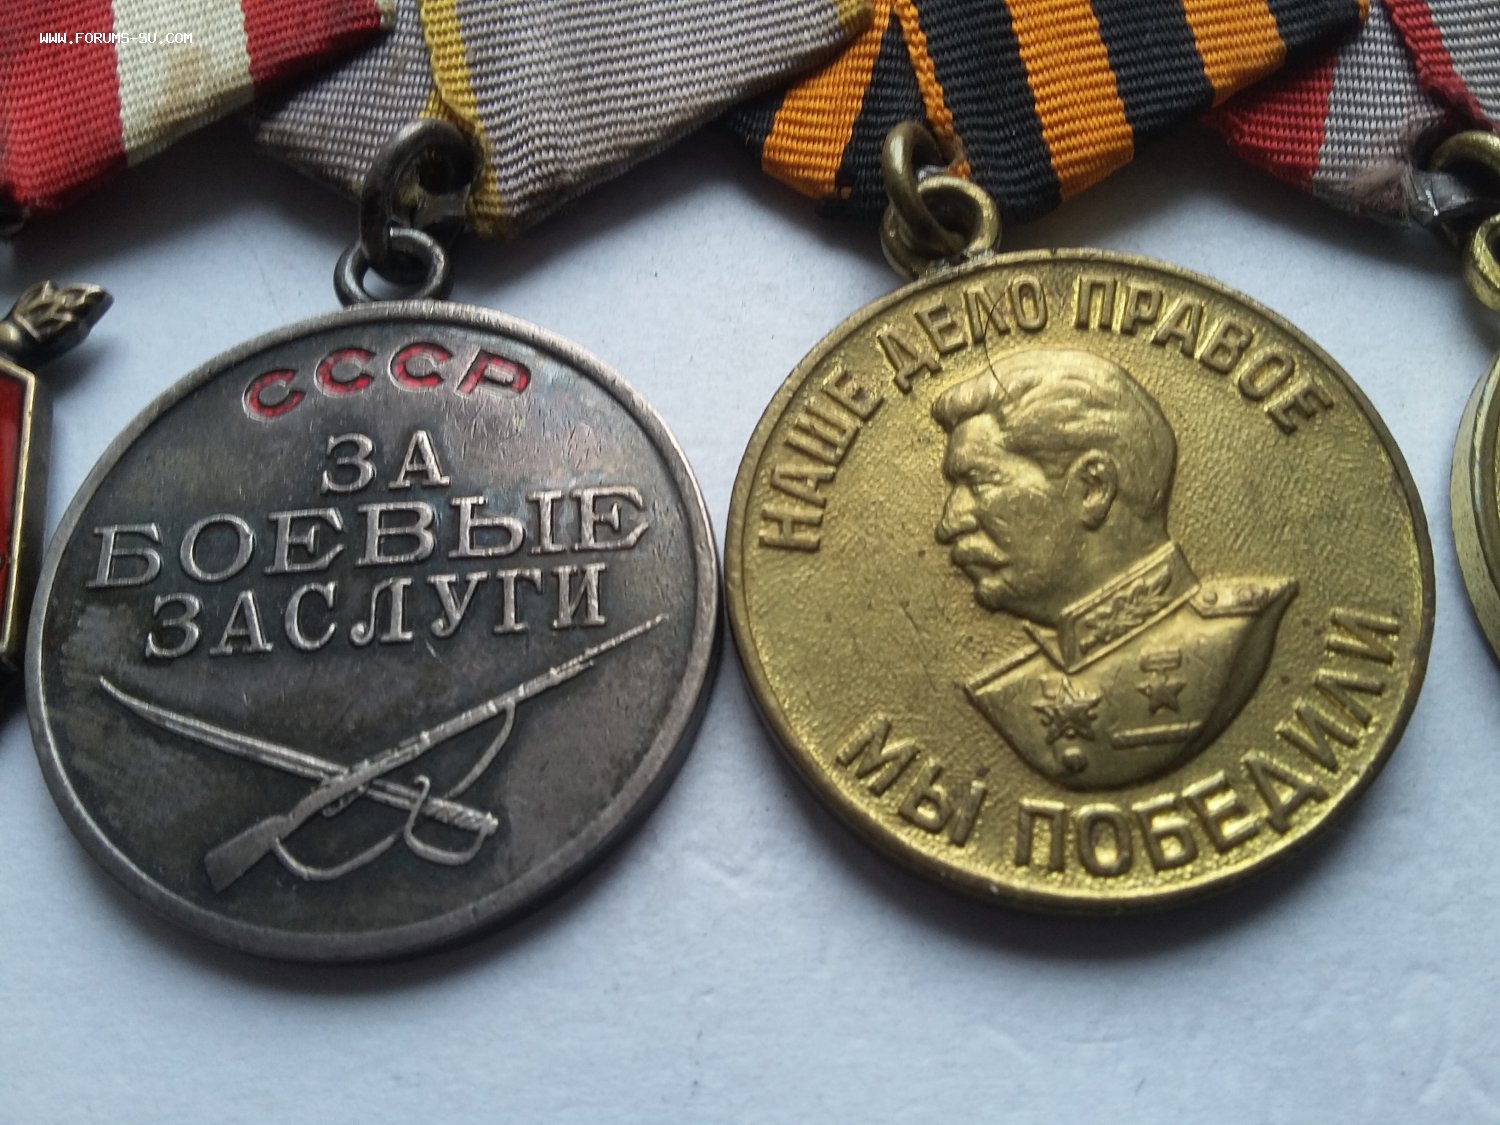 WWW.FORUMS-SU.COM
СССР
ЗА
БОЕВЫЕ
ЗАСЛУГИ
НАШЕ ДЕЛО ПРАВОЕ
МЫ ПОБЕДИЛИ